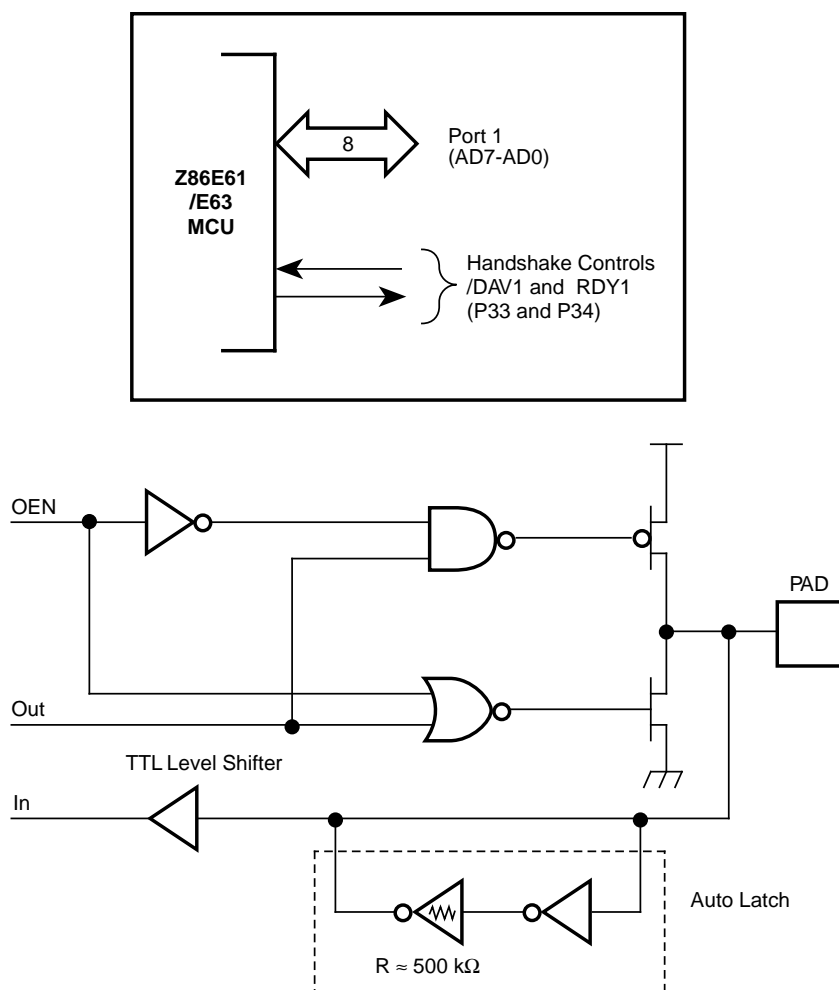 Z86E61
/E63
MCU
8
Port 1
(AD7-AD0)
Handshake Controls
/DAV1 and RDY1
(P33 and P34)
OEN
PAD
Out
TTL Level Shifter
In
Auto Latch
R ≈ 500 kΩ